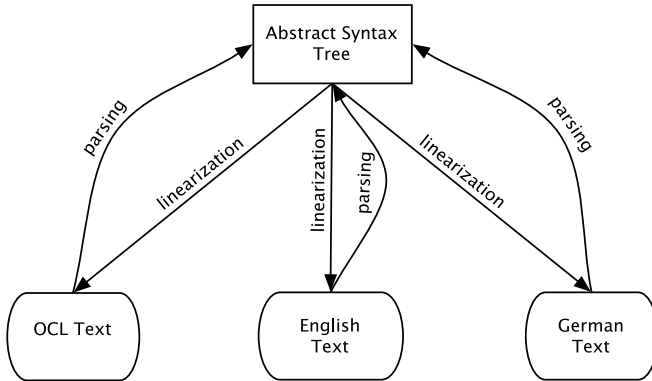 Abstract Syntax
Tree
parsing
linearization
linearization
parsing
linearization
parsing
OCL Text
English
Text
German
Text